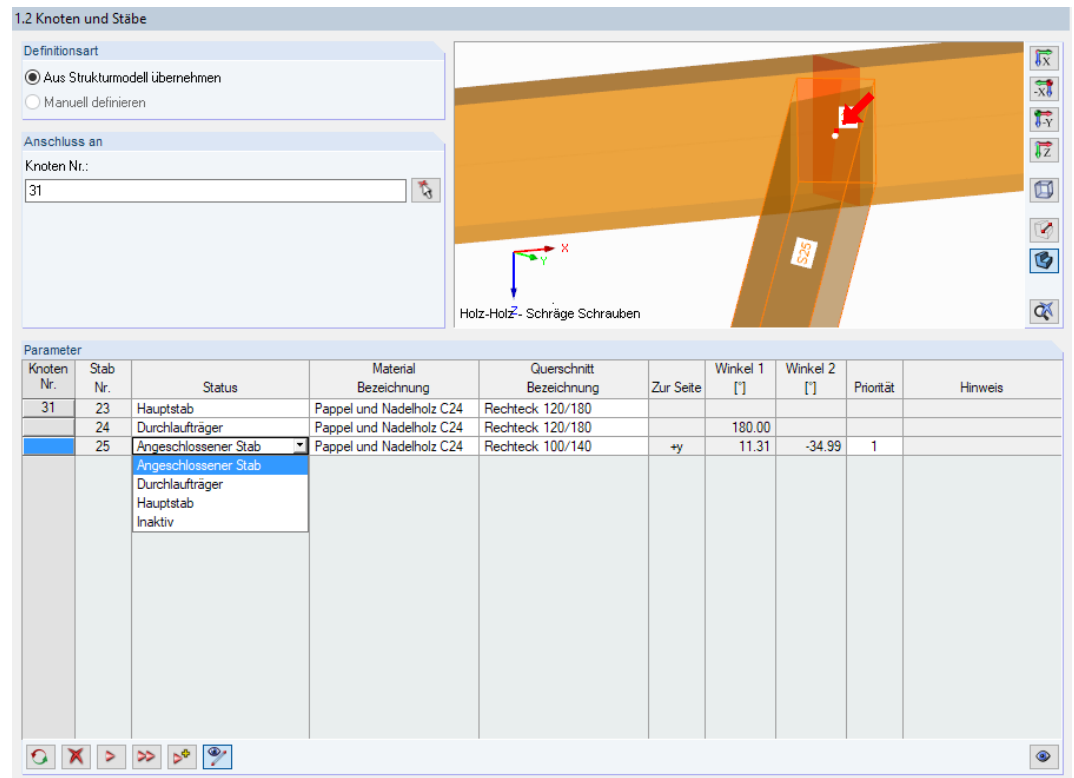 1.2 Knoten und Stäbe
Definitionsart
Aus Strukturmodell übernehmen
Manuell definieren
Anschluss an
Knoten Nr.:
31
X
-X
-Y
Z
S25
X
Y
Z
Holz-Holz - Schräge Schrauben
Parameter
Knoten Nr. Stab Nr. Status Material Bezeichnung Querschnitt Bezeichnung Zur Seite Winkel 1 [°] Winkel 2 [°] Priorität Hinweis
31 23 Hauptstab Pappel und Nadelholz C24 Rechteck 120/180
24 Durchlaufträger Pappel und Nadelholz C24 Rechteck 120/180 180.00
25 Angeschlossener Stab Pappel und Nadelholz C24 Rechteck 100/140 +y 11.31 -34.99 1
Angeschlossener Stab
Durchlaufträger
Hauptstab
Inaktiv